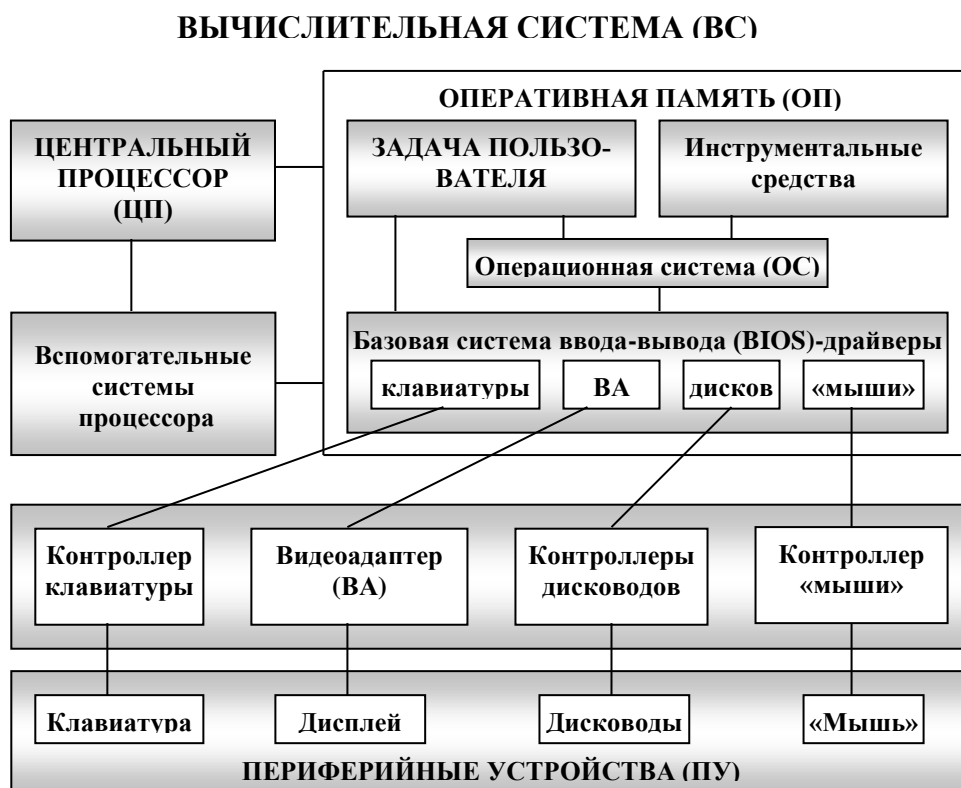 ВЫЧИСЛИТЕЛЬНАЯ СИСТЕМА (ВС)
ОПЕРАТИВНАЯ ПАМЯТЬ (ОП)
ЦЕНТРАЛЬНЫЙ
ПРОЦЕССОР
(ЦП)
ЗАДАЧА ПОЛЬЗО-
ВАТЕЛЯ
Инструментальные
средства
Операционная система (ОС)
Вспомогательные
системы
процессора
Базовая система ввода-вывода (BIOS)-драйверы
клавиатуры
ВА
дисков
«мыши»
Контроллер
клавиатуры
Видеоадаптер
(ВА)
Контроллеры
дисководов
Контроллер
«мыши»
Клавиатура
Дисплей
Дисководы
«Мышь»
ПЕРИФЕРИЙНЫЕ УСТРОЙСТВА (ПУ)